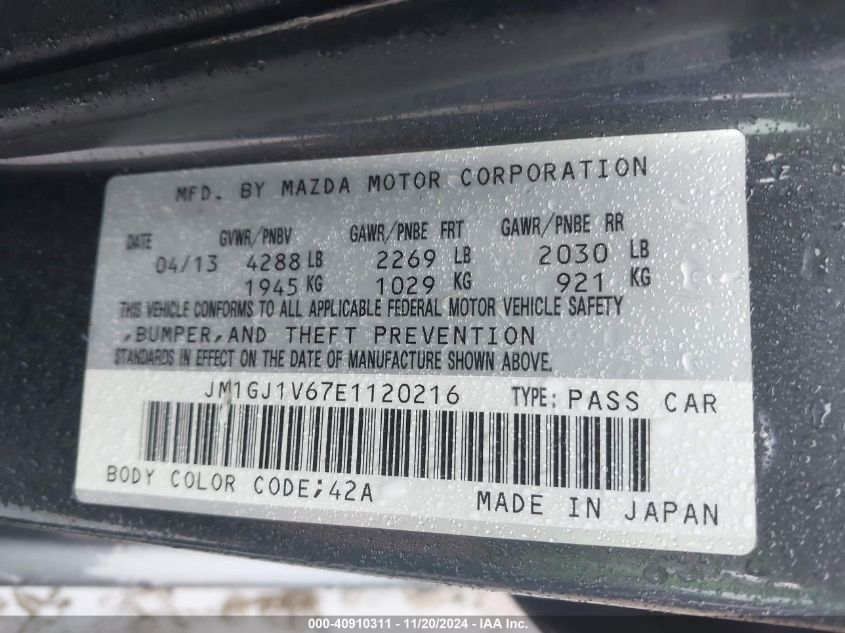 MFD. BY MAZDA MOTOR CORPORATION
DATE GVWR/PNBV GAWR/PNBE FRT GAWR/PNBE RR
04/13 4288 LB 2269 LB 2030 LB
1945 KG 1029 KG 921 KG
THIS VEHICLE CONFORMS TO ALL APPLICABLE FEDERAL MOTOR VEHICLE SAFETY
,BUMPER,AND THEFT PREVENTION
STANDARDS IN EFFECT ON THE DATE OF MANUFACTURE SHOWN ABOVE.
JM1GJ1V67E1120216 TYPE: PASS CAR
BODY COLOR CODE;42A MADE IN JAPAN
000-40910311 - 11/20/2024 - IAA, Inc.